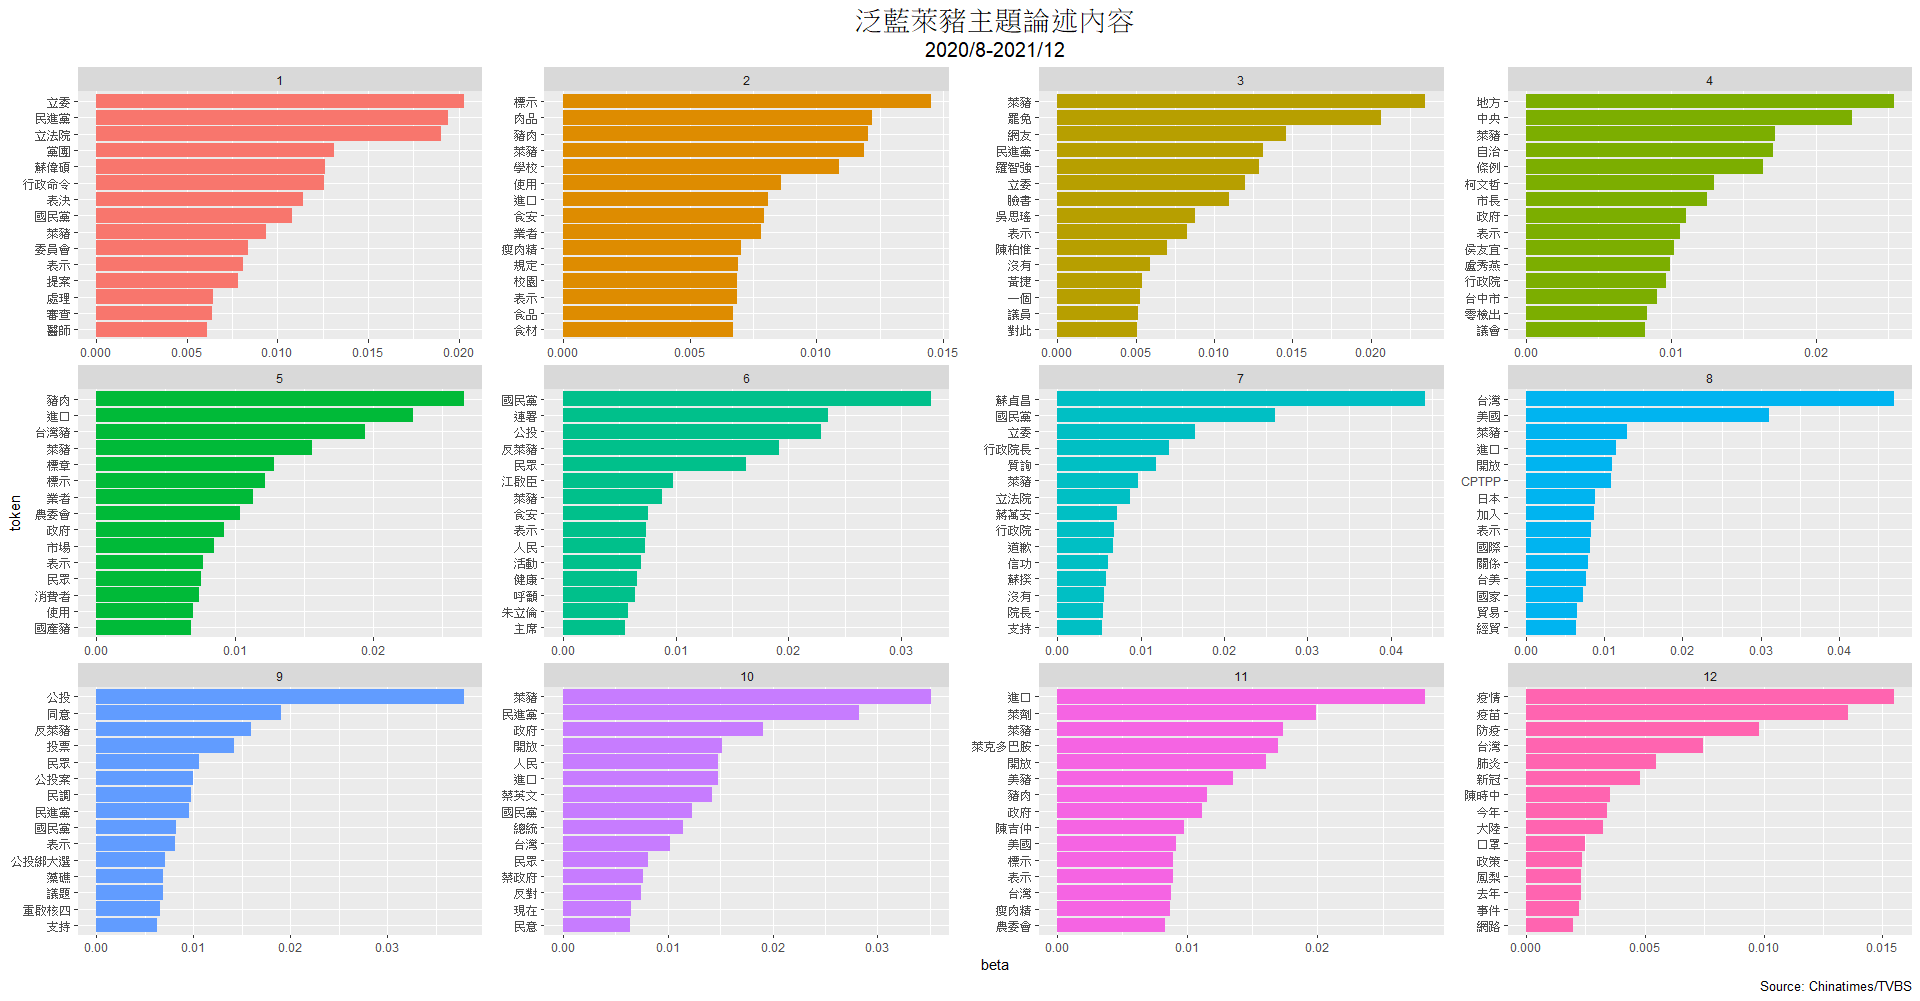 泛藍萊豬主題論述內容
2020/8-2021/12
1
立委
民進黨
立法院
黨團
蘇偉碩
行政命令
表決
國民黨
萊豬
委員會
表示
提案
處理
審查
醫師
0.000 0.005 0.010 0.015 0.020
2
標示
肉品
豬肉
萊豬
學校
使用
進口
食安
業者
瘦肉精
規定
校園
表示
食品
食材
0.000 0.005 0.010 0.015
3
萊豬
罷免
網友
民進黨
羅智強
立委
臉書
吳思瑤
表示
陳柏惟
沒有
黃捷
一個
議員
對此
0.000 0.005 0.010 0.015 0.020
4
地方
中央
萊豬
自治
條例
柯文哲
市長
政府
表示
侯友宜
盧秀燕
行政院
台中市
零檢出
議會
0.00 0.01 0.02
token
5
豬肉
進口
台灣豬
萊豬
標章
標示
業者
農委會
政府
市場
表示
民眾
消費者
使用
國產豬
0.00 0.01 0.02
6
國民黨
連署
公投
反萊豬
民眾
江啟臣
萊豬
食安
表示
人民
活動
健康
呼籲
朱立倫
主席
0.00 0.01 0.02 0.03
7
蘇貞昌
國民黨
立委
行政院長
質詢
萊豬
立法院
蔣萬安
行政院
道歉
信功
蘇揆
沒有
院長
支持
0.00 0.01 0.02 0.03 0.04
8
台灣
美國
萊豬
進口
開放
CPTPP
日本
加入
表示
國際
關係
台美
國家
貿易
經貿
0.00 0.01 0.02 0.03 0.04
9
公投
同意
反萊豬
投票
民眾
公投案
民調
民進黨
國民黨
表示
公投綁大選
藻礁
議題
重啟核四
支持
0.00 0.01 0.02 0.03
10
萊豬
民進黨
政府
開放
人民
進口
蔡英文
國民黨
總統
台灣
民眾
蔡政府
反對
現在
民意
0.00 0.01 0.02 0.03
11
進口
萊劑
萊豬
萊克多巴胺
開放
美豬
豬肉
政府
陳吉仲
美國
標示
表示
台灣
瘦肉精
農委會
0.00 0.01 0.02
12
疫情
疫苗
防疫
台灣
肺炎
新冠
陳時中
今年
大陸
口罩
政策
鳳梨
去年
事件
網路
0.000 0.005 0.010 0.015
beta
Source: Chinatimes/TVBS